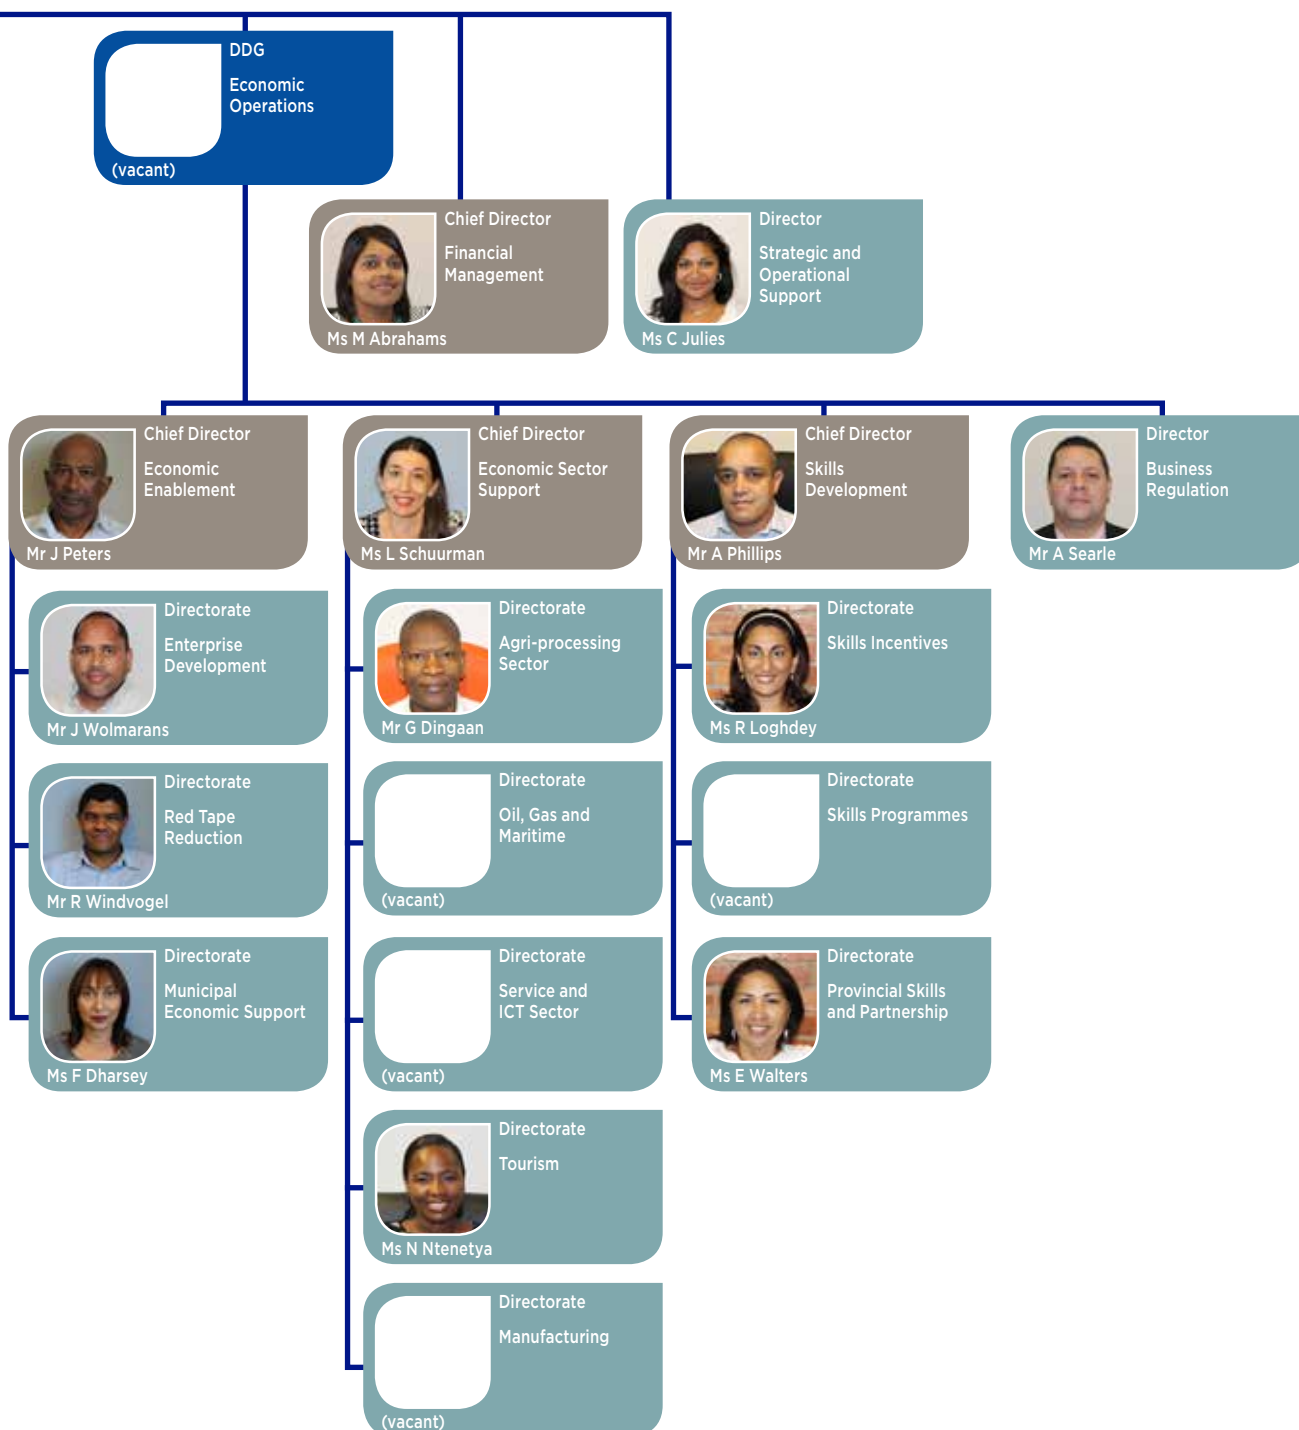 DDG
Economic
Operations
(vacant)
Chief Director
Financial
Management
Ms M Abrahams
Director
Strategic and
Operational
Support
Ms C Julies
Chief Director
Economic
Enablement
Mr J Peters
Chief Director
Economic Sector
Support
Ms L Schuurman
Chief Director
Skills
Development
Mr A Phillips
Director
Business
Regulation
Mr A Searle
Directorate
Enterprise
Development
Mr J Wolmarans
Directorate
Red Tape
Reduction
Mr R Windvogel
Directorate
Municipal
Economic Support
Ms F Dharsey
Directorate
Agri-processing
Sector
Mr G Dingaan
Directorate
Oil, Gas and
Maritime
(vacant)
Directorate
Service and
ICT Sector
(vacant)
Directorate
Tourism
Ms N Ntenetya
Directorate
Manufacturing
(vacant)
Directorate
Skills Incentives
Ms R Loghdey
Directorate
Skills Programmes
(vacant)
Directorate
Provincial Skills
and Partnership
Ms E Walters